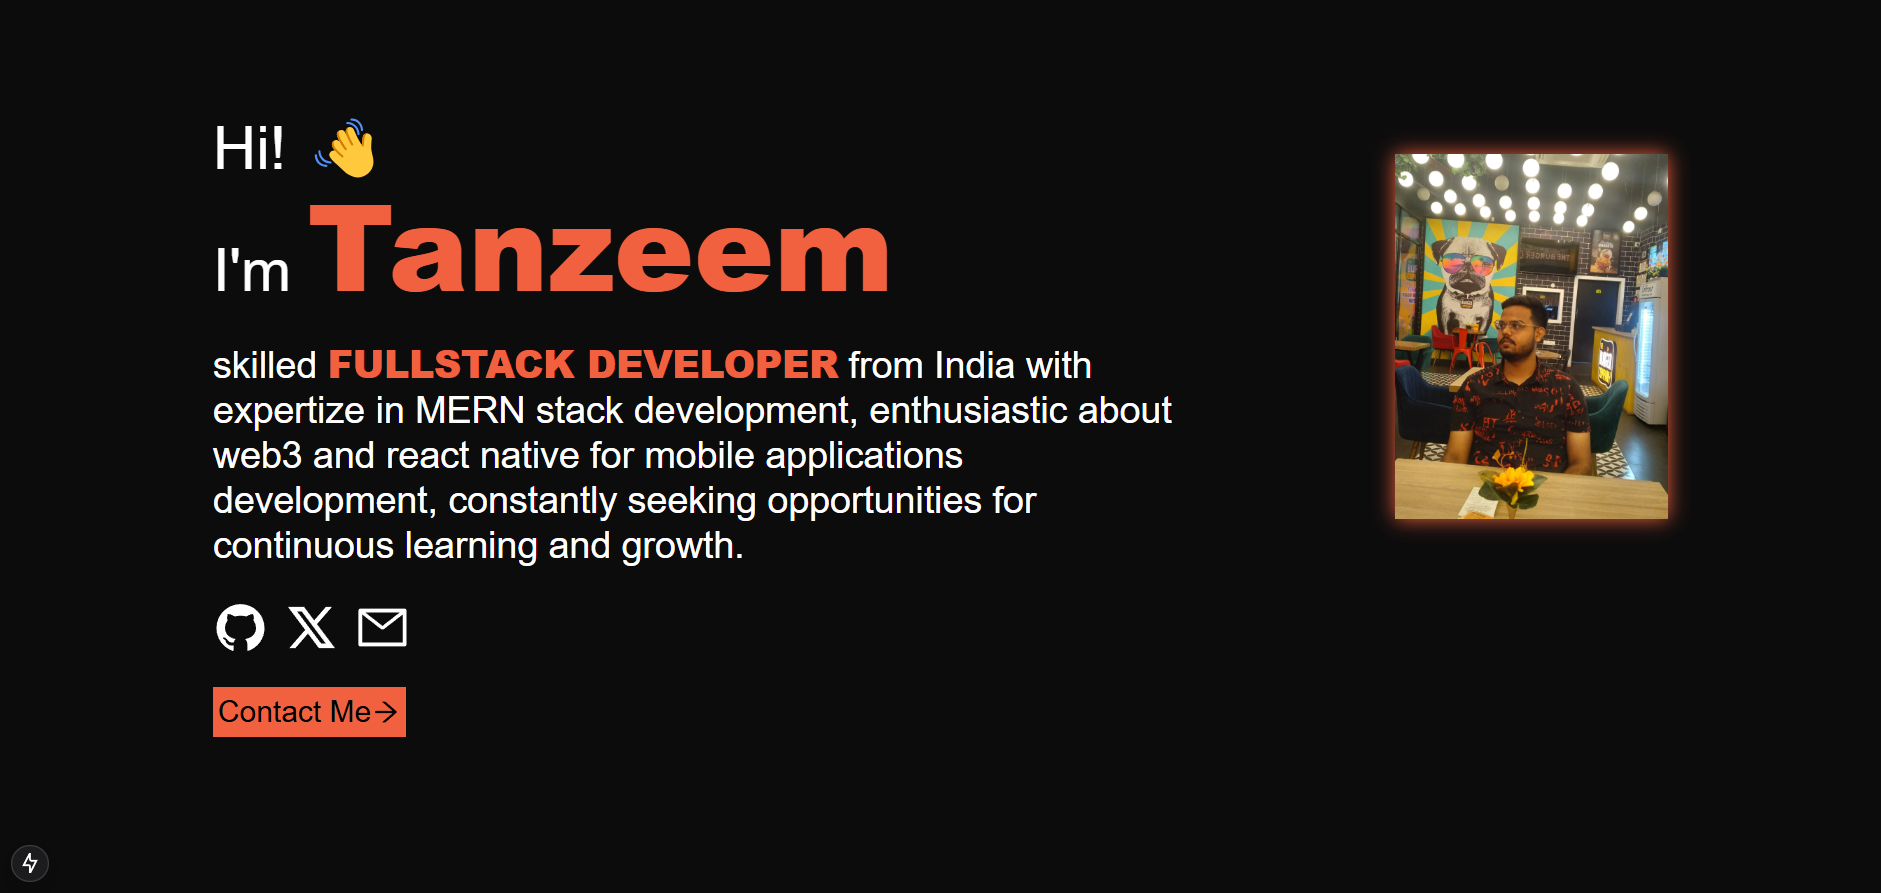 Hi! 👋
I'm Tanzeem
skilled FULLSTACK DEVELOPER from India with
expertize in MERN stack development, enthusiastic about
web3 and react native for mobile applications
development, constantly seeking opportunities for
continuous learning and growth.
Contact Me→